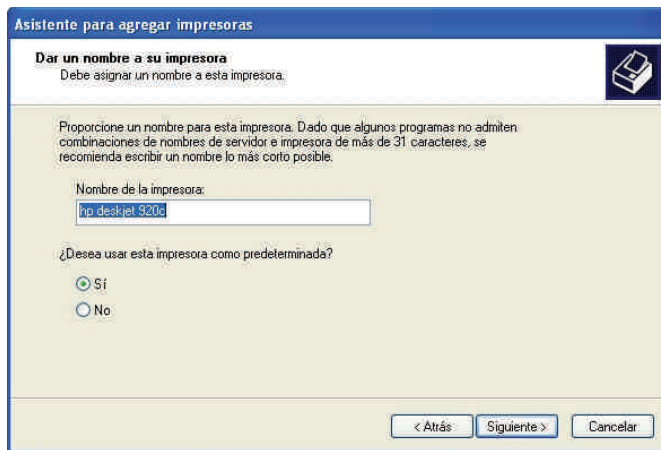 Asistente para agregar impresoras
Dar un nombre a su impresora
Debe asignar un nombre a esta impresora.
Proporcione un nombre para esta impresora. Dado que algunos programas no admiten
combinaciones de nombres de servidor e impresora de más de 31 caracteres, se
recomienda escribir un nombre lo más corto posible.
Nombre de la impresora:
hp deskjet 920c
¿Desea usar esta impresora como predeterminada?
Sí
No
< Atrás Siguiente > Cancelar